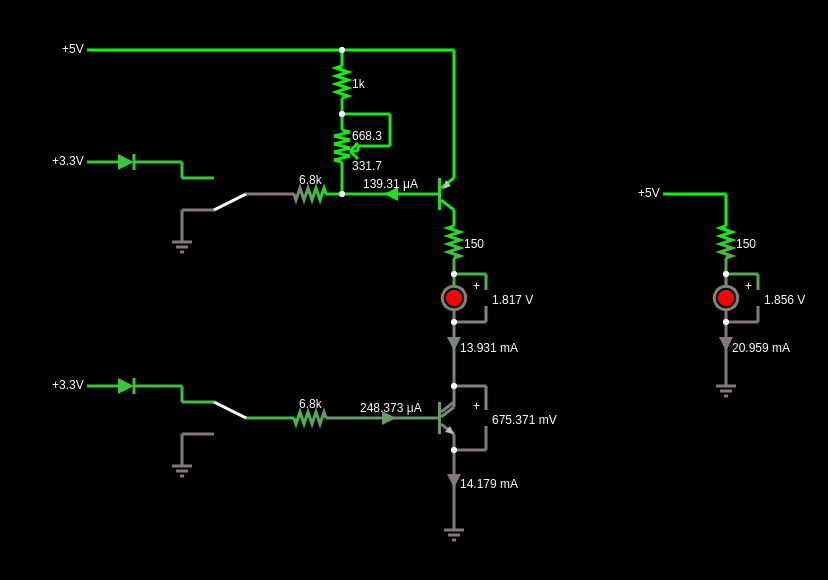 +5V
1k
668.3
331.7
+3.3V
6.8k
139.31 μA
+5V
150
+
1.817 V
13.931 mA
150
+
1.856 V
20.959 mA
+3.3V
6.8k
248.373 μA
+
675.371 mV
14.179 mA